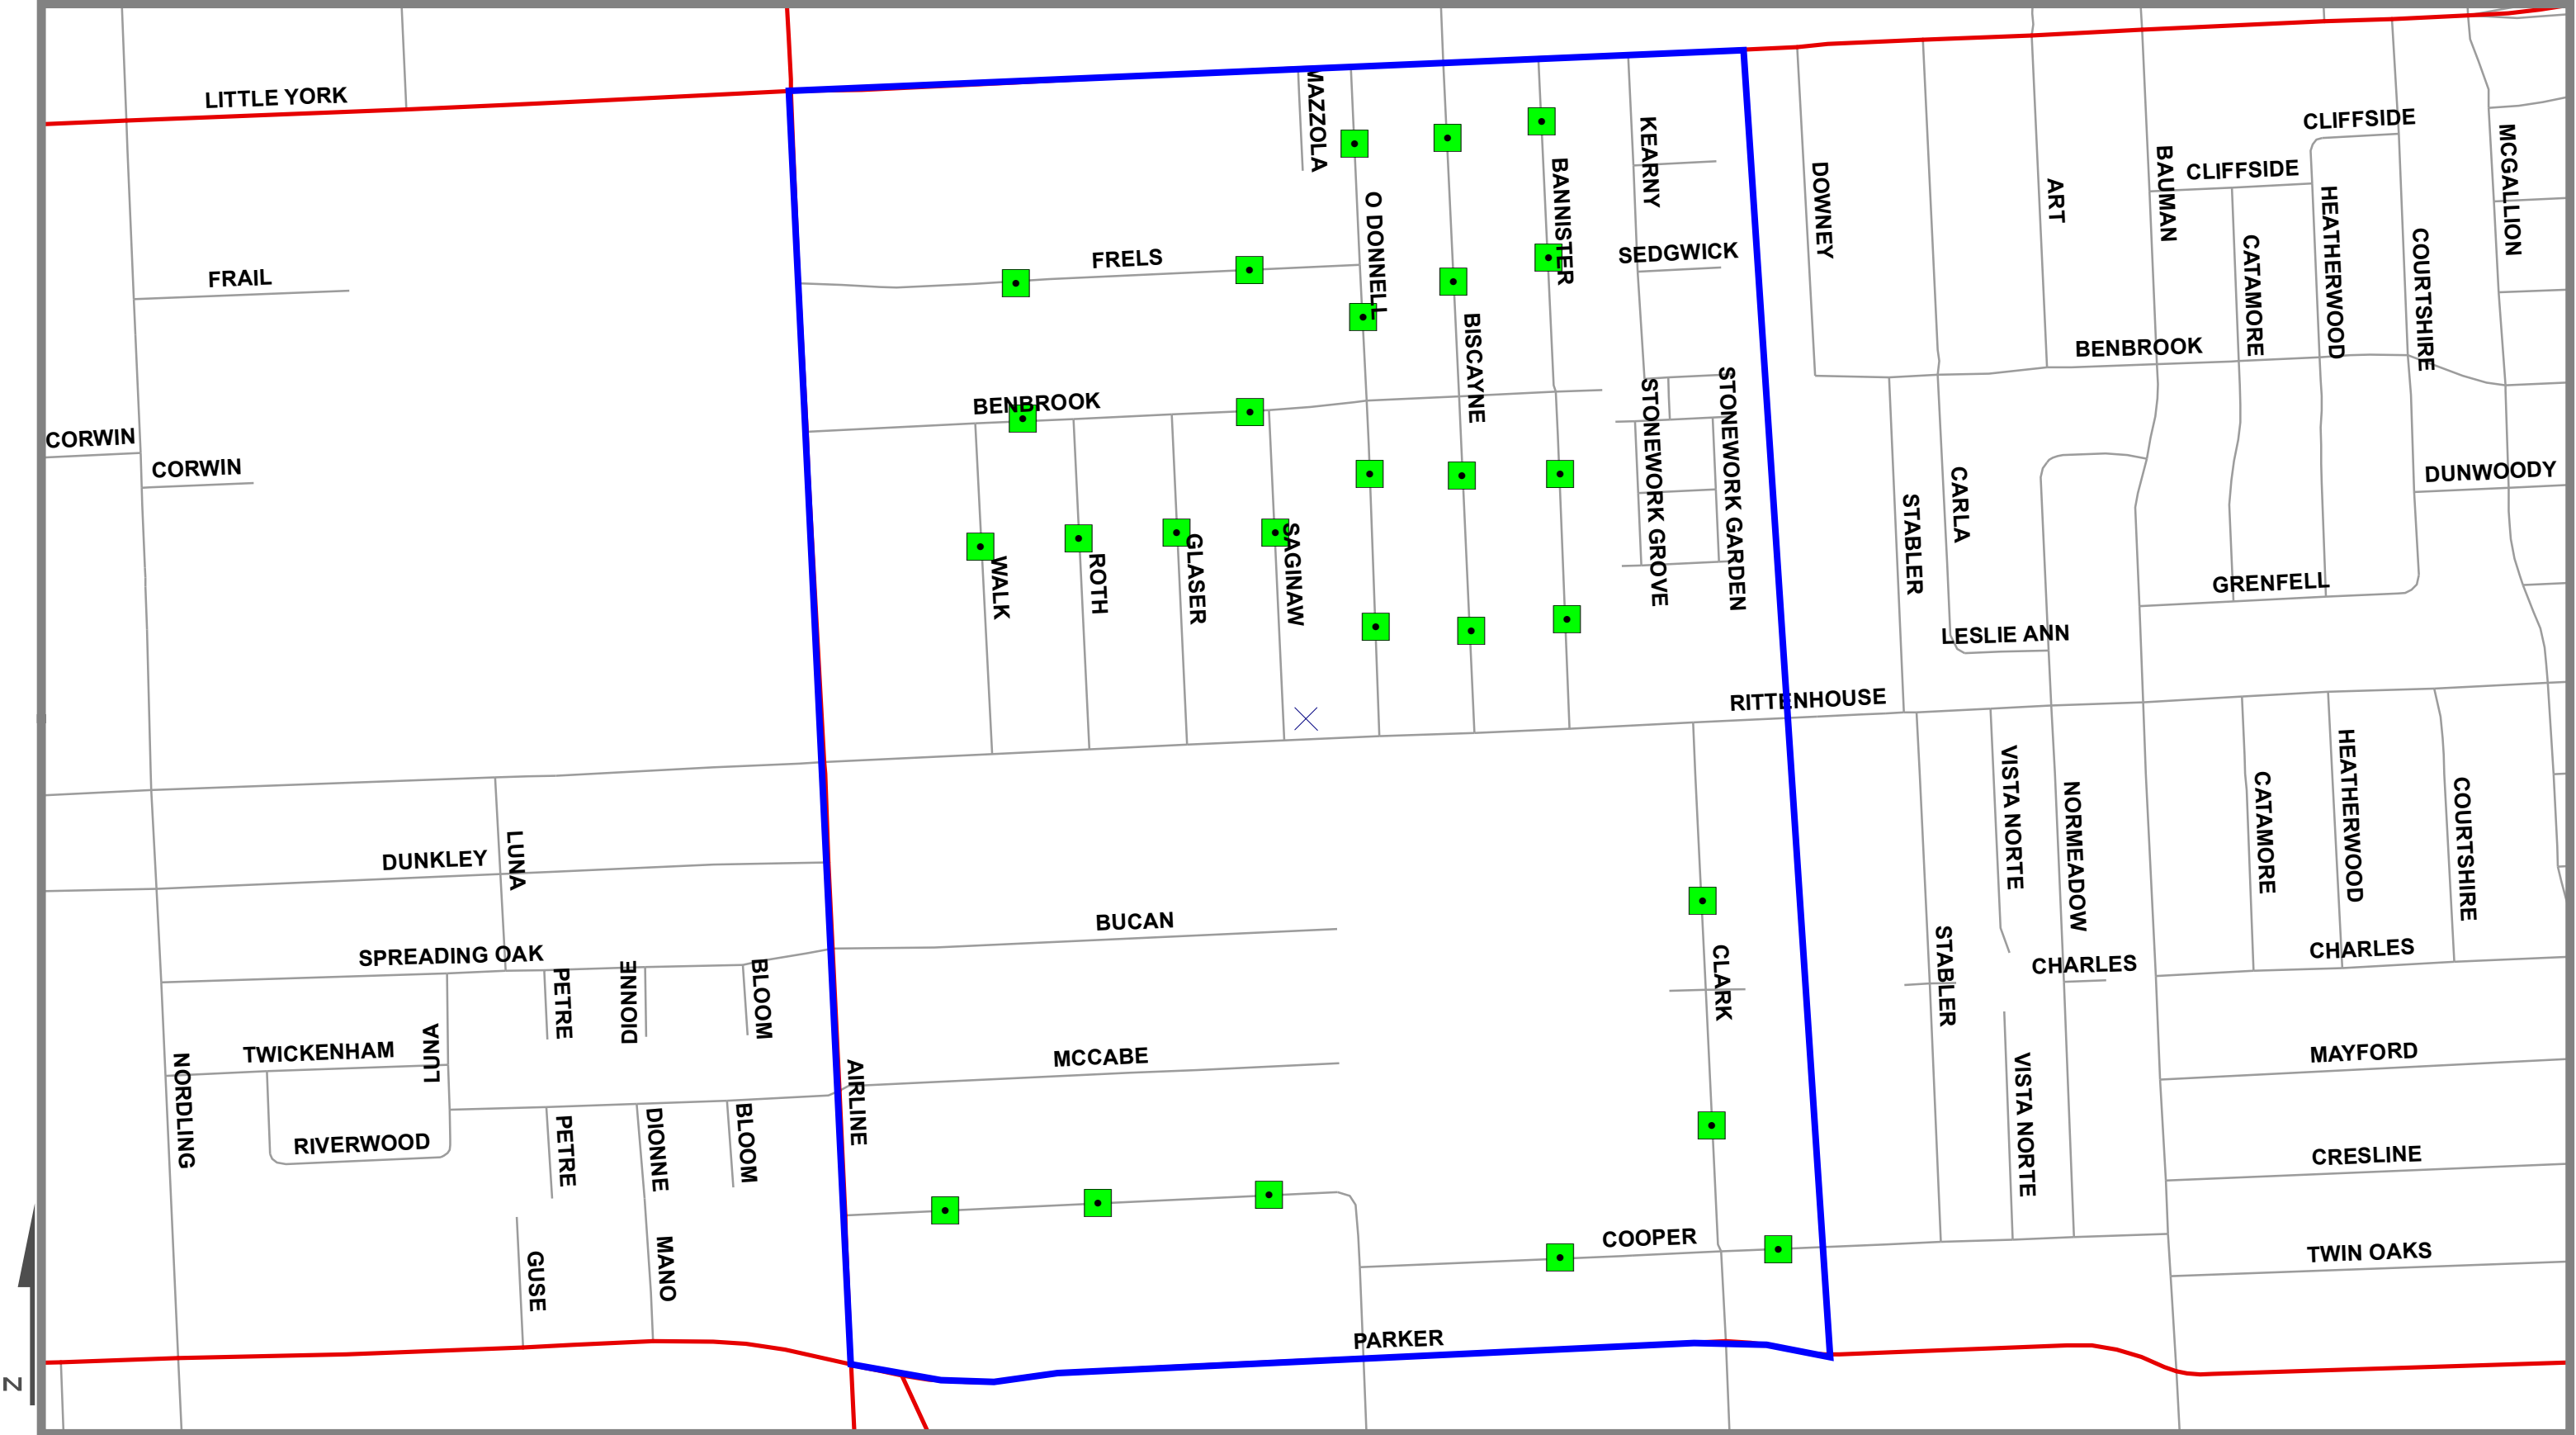 LITTLE YORK
MAZZOLA
KEARNY
CLIFFSIDE
MCGALLION
BAUMAN
CLIFFSIDE
BANNISTER
DOWNEY
ART
HEATHERWOOD
O DONNELL
FRELS
SEDGWICK
CATAMORE
COURTSHIRE
FRAIL
BISCAYNE
BENBROOK
BENBROOK
STONEWORK GROVE
STONEWORK GARDEN
CORWIN
CORWIN
CARLA
DUNWOODY
STABLER
SAGINAW
GLASER
ROTH
WALK
GRENFELL
LESLIE ANN
RITTENHOUSE
VISTA NORTE
HEATHERWOOD
NORMEADOW
CATAMORE
COURTSHIRE
LUNA
DUNKLEY
BUCAN
STABLER
CLARK
SPREADING OAK
CHARLES
CHARLES
PETRE
DIONNE
BLOOM
LUNA
TWICKENHAM
NORDLING
MCCABE
AIRLINE
MAYFORD
VISTA NORTE
RIVERWOOD
PETRE
DIONNE
BLOOM
CRESLINE
COOPER
GUSE
MANO
TWIN OAKS
PARKER
N